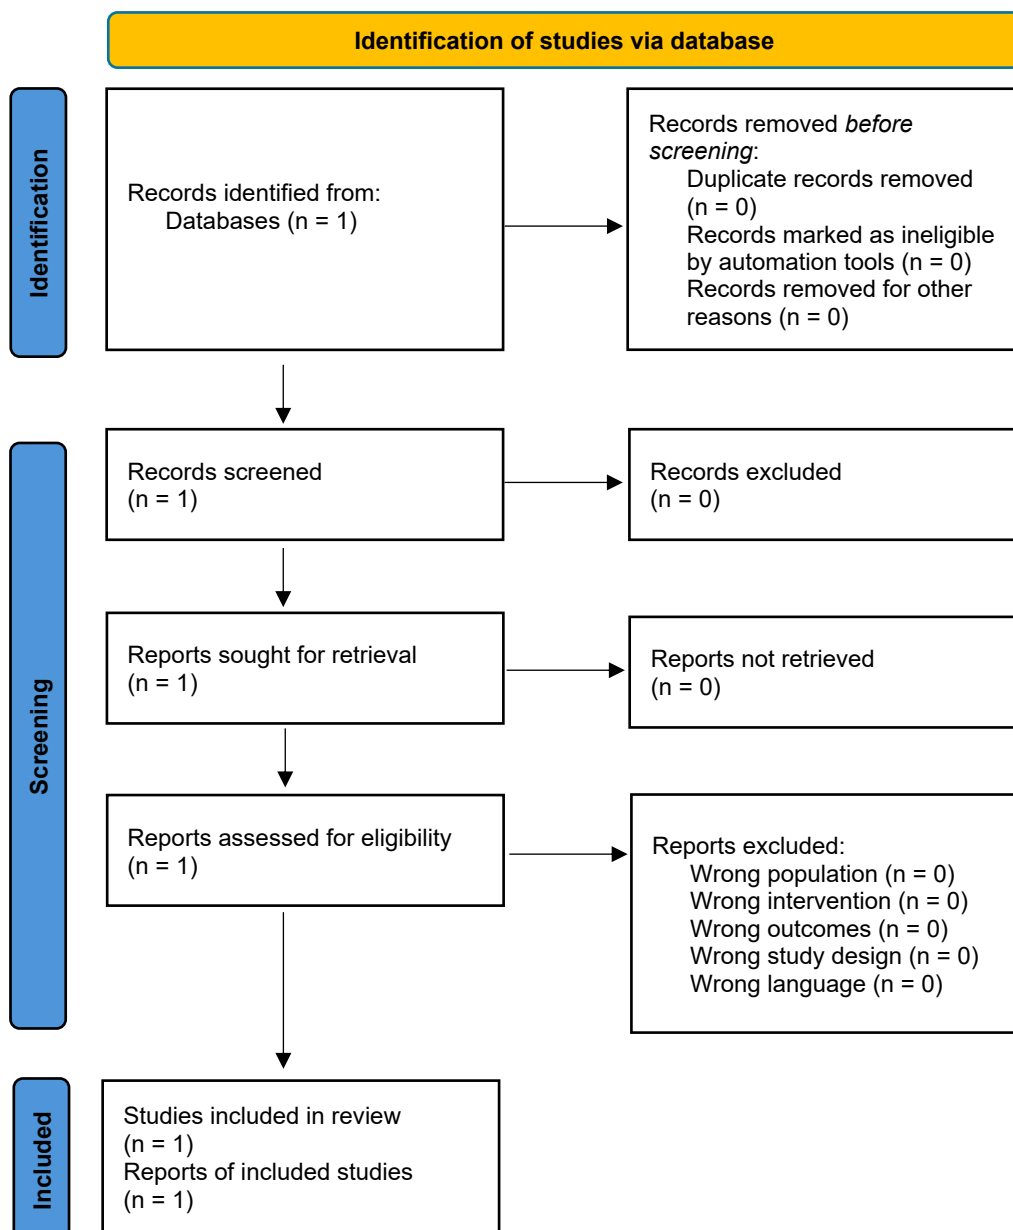 Identification of studies via database
Identification
Records identified from:
Databases (n = 1)
Records removed before
screening:
Duplicate records removed
(n = 0)
Records marked as ineligible
by automation tools (n = 0)
Records removed for other
reasons (n = 0)
Screening
Records screened
(n = 1)
Records excluded
(n = 0)
Reports sought for retrieval
(n = 1)
Reports not retrieved
(n = 0)
Reports assessed for eligibility
(n = 1)
Reports excluded:
Wrong population (n = 0)
Wrong intervention (n = 0)
Wrong outcomes (n = 0)
Wrong study design (n = 0)
Wrong language (n = 0)
Included
Studies included in review
(n = 1)
Reports of included studies
(n = 1)